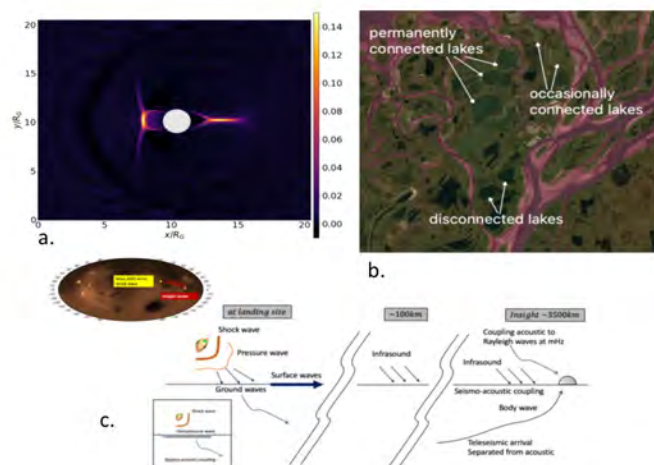 20
15
10
5
0
0
5
10
15
20
y/R_G
x/R_G
0.14
0.12
0.10
0.08
0.06
0.04
0.02
0.00
a.
permanently
connected lakes
occasionally
connected lakes
disconnected lakes
b.
at landing site
Shock wave
Pressure wave
Surface waves
Ground waves
~100km
Infrasound
Insight ~3500km
Coupling acoustic to
Rayleigh waves at mHz
Infrasound
Seismo-acoustic coupling
Body wave
Teleseismic arrival
Separated from acoustic
c.
Shock wave